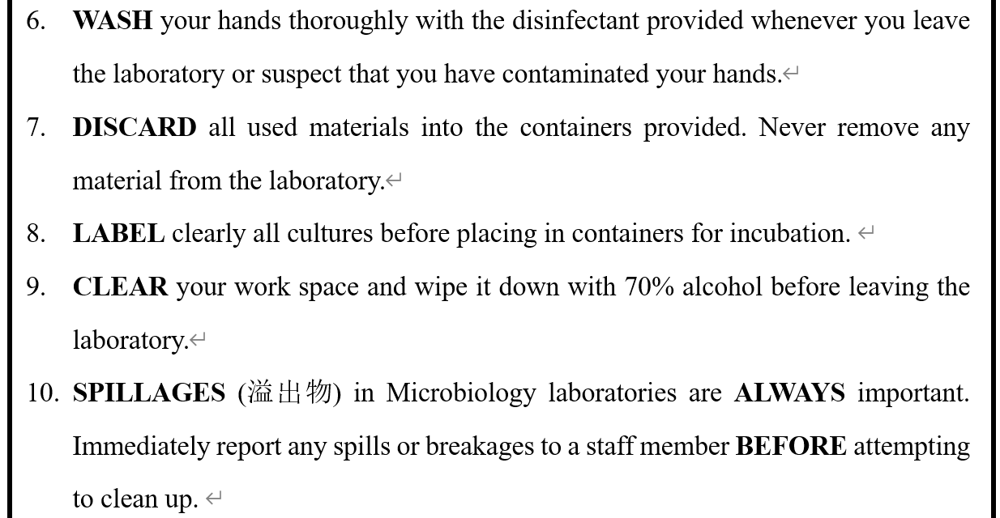 6. WASH your hands thoroughly with the disinfectant provided whenever you leave
the laboratory or suspect that you have contaminated your hands.↵
7. DISCARD all used materials into the containers provided. Never remove any
material from the laboratory.↵
8. LABEL clearly all cultures before placing in containers for incubation. ↵
9. CLEAR your work space and wipe it down with 70% alcohol before leaving the
laboratory.↵
10. SPILLAGES (溢出物) in Microbiology laboratories are ALWAYS important.
Immediately report any spills or breakages to a staff member BEFORE attempting
to clean up. ↵